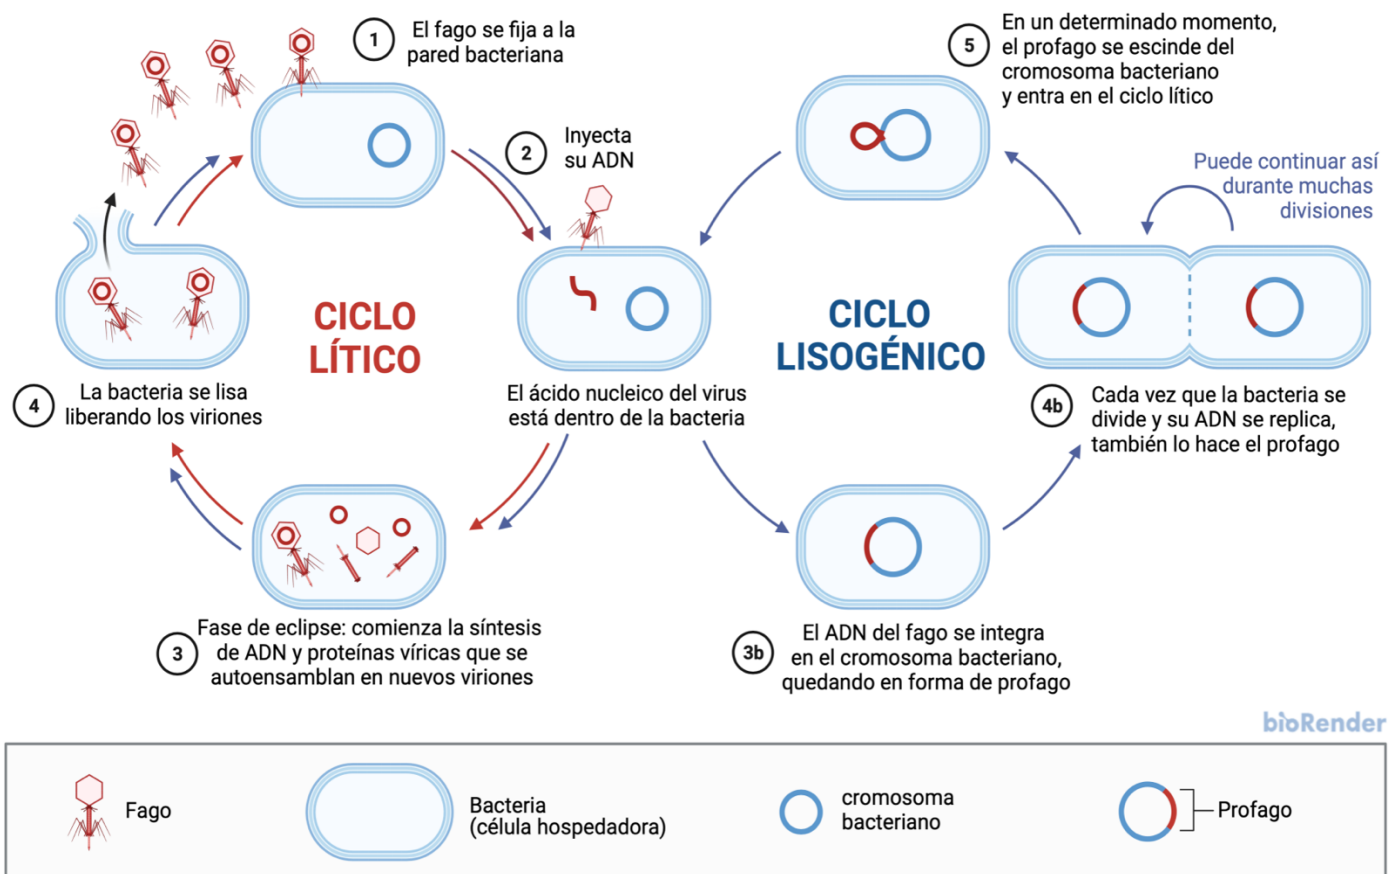 1
El fago se fija a la
pared bacteriana
2
Inyecta
su ADN
5
En un determinado momento,
el profago se escinde del
cromosoma bacteriano
y entra en el ciclo lítico
Puede continuar así
durante muchas
divisiones
CICLO
LÍTICO
CICLO
LISOGÉNICO
4
La bacteria se lisa
liberando los viriones
El ácido nucleico del virus
está dentro de la bacteria
4b
Cada vez que la bacteria se
divide y su ADN se replica,
también lo hace el profago
3
Fase de eclipse: comienza la síntesis
de ADN y proteínas víricas que se
autoensamblan en nuevos viriones
3b
El ADN del fago se integra
en el cromosoma bacteriano,
quedando en forma de profago
bioRender
Fago
Bacteria
(célula hospedadora)
cromosoma
bacteriano
Profago